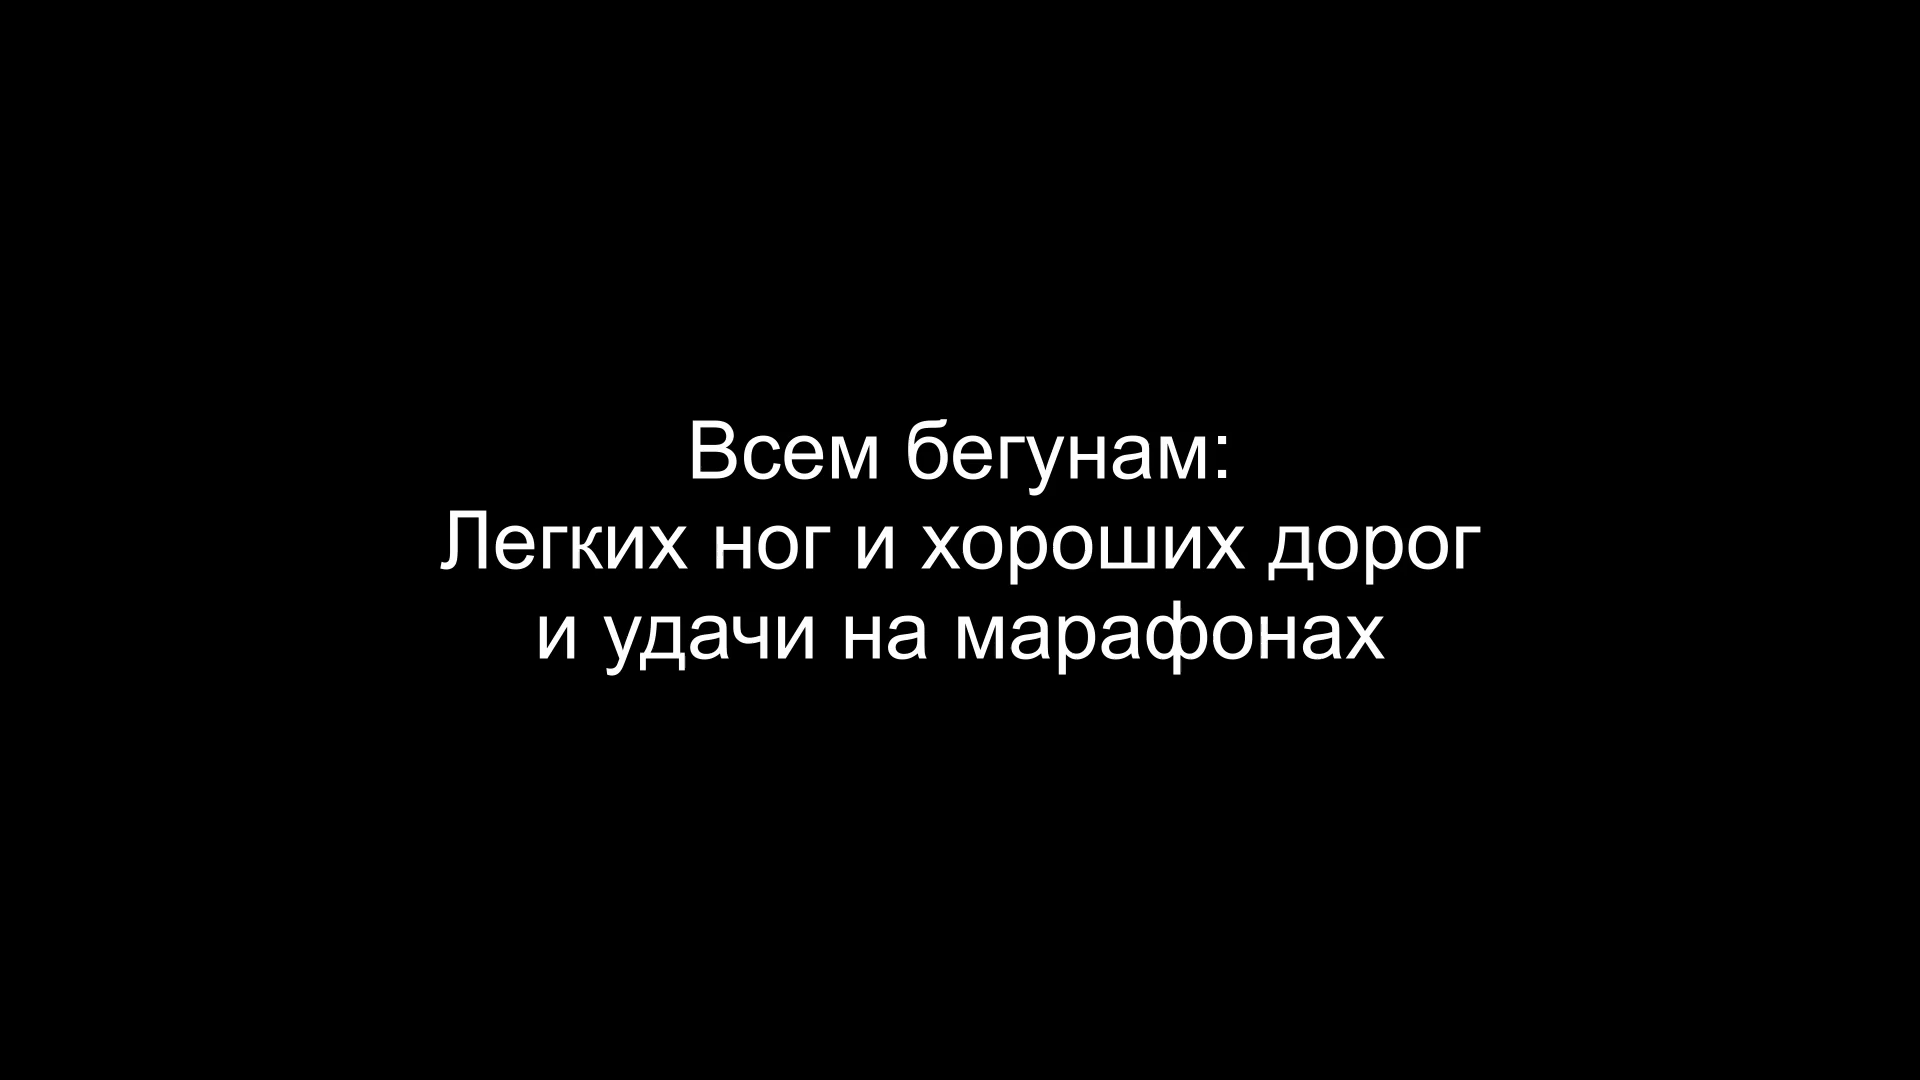 Всем бегунам:
Легких ног и хороших дорог
и удачи на марафонах